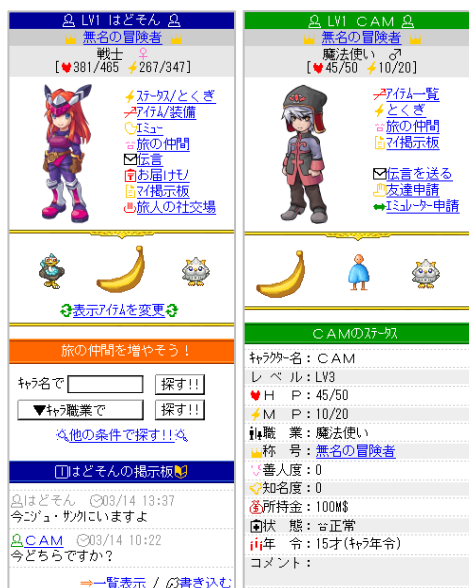 LV1 はどそん
無名の冒険者
戦士 ♀
[♥381/465 ⚡267/347]
ｽﾃｰﾀｽ/とくぎ
ｱｲﾃﾑ/装備
ｴﾐｭー
旅の仲間
伝言
お届けﾓﾉ
ﾏｲ掲示板
旅人の社交場
表示ｱｲﾃﾑを変更
旅の仲間を増やそう！
ｷｬﾗ名で 探す!!
▼ｷｬﾗ職業で 探す!!
他の条件で探す!!
はどそんの掲示板
はどそん 03/14 13:37
今ｼﾞｭ･ｻﾝｸにいますよ
CAM 03/14 10:22
今どちらですか？
⇒一覧表示 / 書き込む
LV1 CAM
無名の冒険者
魔法使い ♂
[♥45/50 ⚡10/20]
ｱｲﾃﾑ一覧
とくぎ
旅の仲間
ﾏｲ掲示板
伝言を送る
友達申請
ｴﾐｭﾚｰﾀｰ申請
CAMのｽﾃｰﾀｽ
ｷｬﾗｸﾀｰ名：CAM
レベル：LV3
♥H P：45/50
⚡M P：10/20
職 業：魔法使い
称 号：無名の冒険者
善人度：0
知名度：0
所持金：100M$
状 態：正常
年 令：15才(ｷｬﾗ年令)
コメント：